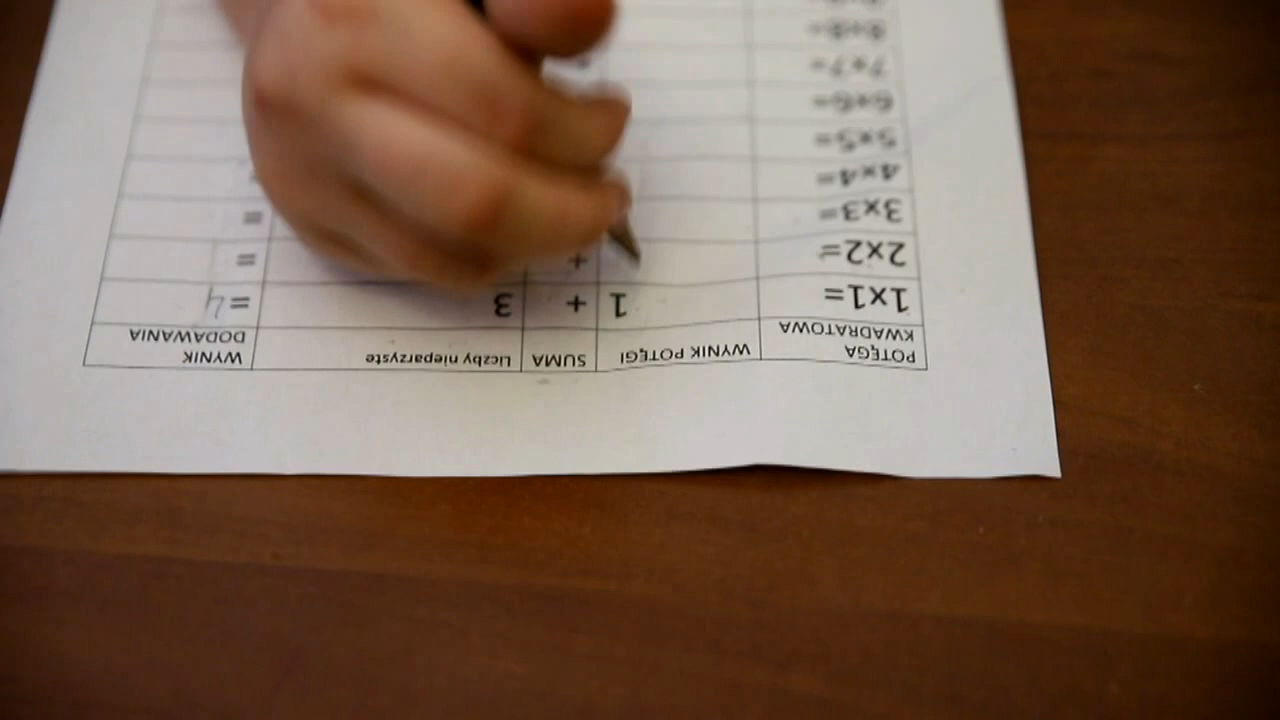 POTĘGA KWADRATOWA WYNIK POTĘGI SUMA Liczby nieparzyste WYNIK DODAWANIA
1x1= 1 + 3 =4
2x2= + =
3x3= =
4x4=
5x5=
6x6=
7x7=
8x8=